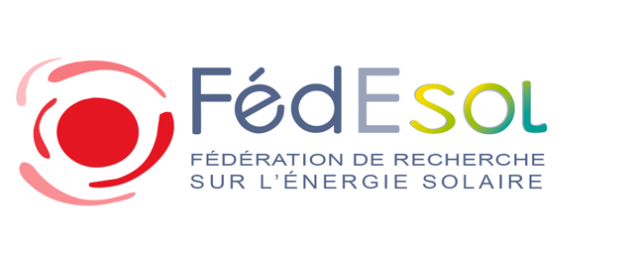 FédEsol
FÉDÉRATION DE RECHERCHE
SUR L'ÉNERGIE SOLAIRE